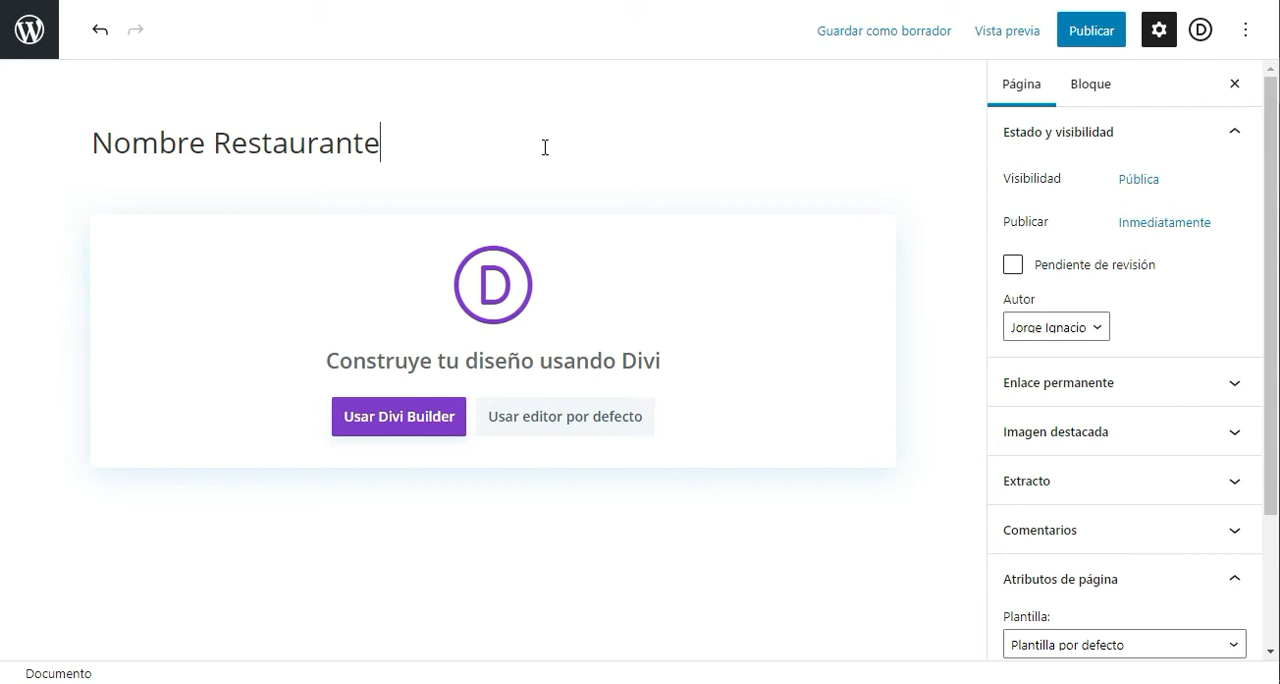 Guardar como borrador
Vista previa
Publicar
D
Página
Bloque
Nombre Restaurante
Estado y visibilidad
Visibilidad
Pública
Publicar
Inmediatamente
Pendiente de revisión
Autor
Jorge Ignacio
D
Construye tu diseño usando Divi
Usar Divi Builder
Usar editor por defecto
Enlace permanente
Imagen destacada
Extracto
Comentarios
Atributos de página
Plantilla:
Plantilla por defecto
Documento